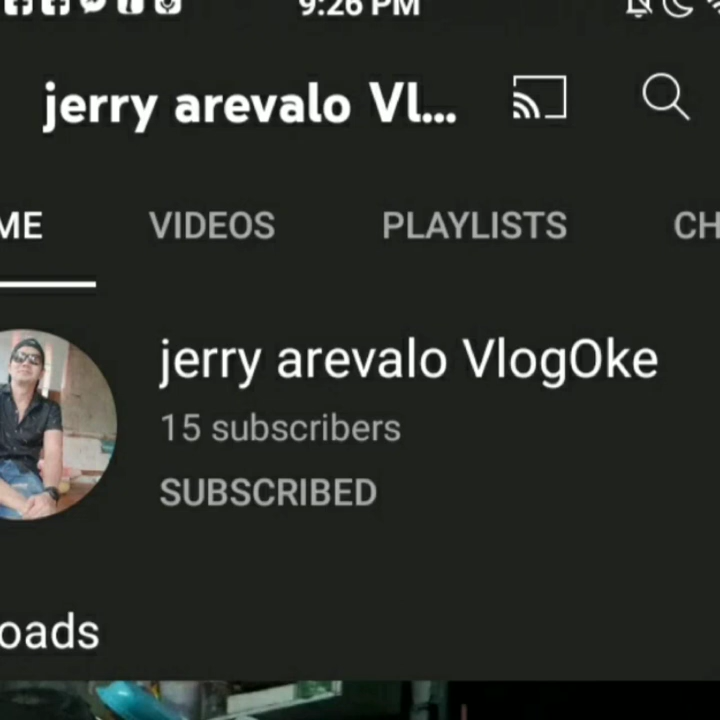 9:26 PM
jerry arevalo Vl...
ME VIDEOS PLAYLISTS CH
jerry arevalo VlogOke
15 subscribers
SUBSCRIBED
oads